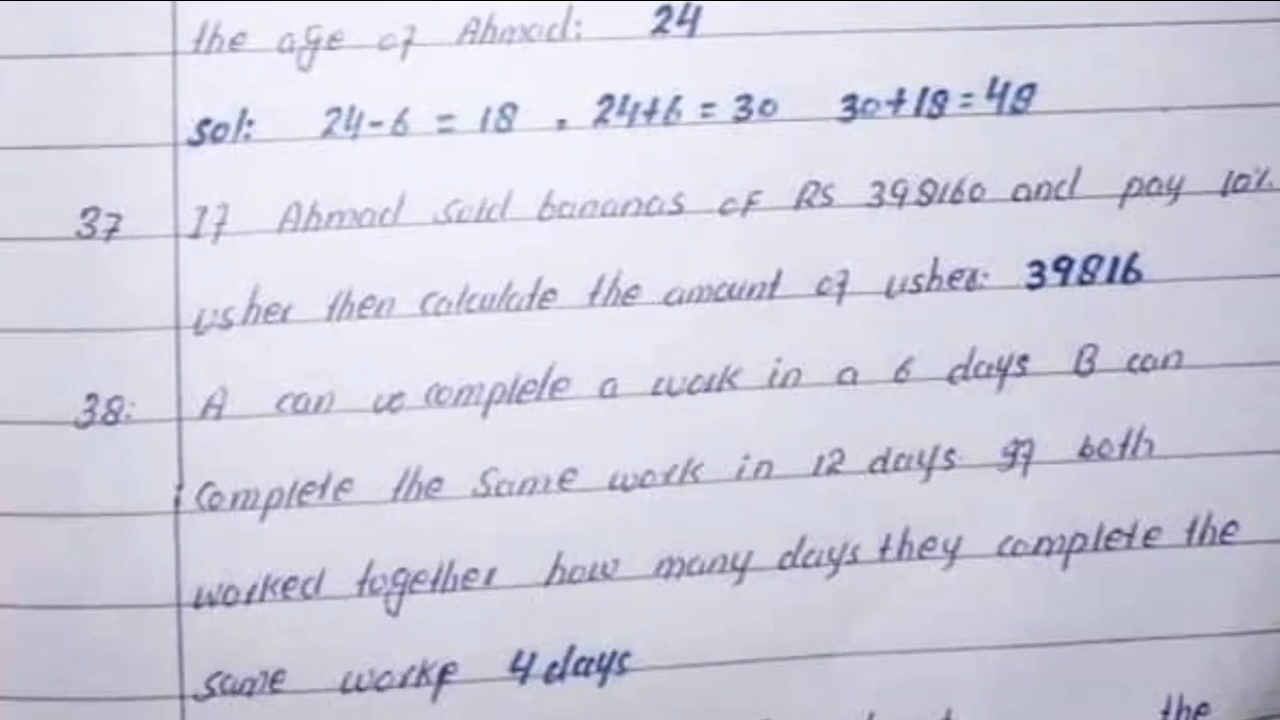 the age of Ahmad: 24
sol: 24-6 = 18 . 24+6 = 30 30+18=48
37 If Ahmad sold bananas of RS 398160 and pay 10%
usher then calculate the amount of usher: 39816
38: A can complete a work in a 6 days B can
complete the same work in 12 days If both
worked together how many days they complete the
same work? 4 days
the